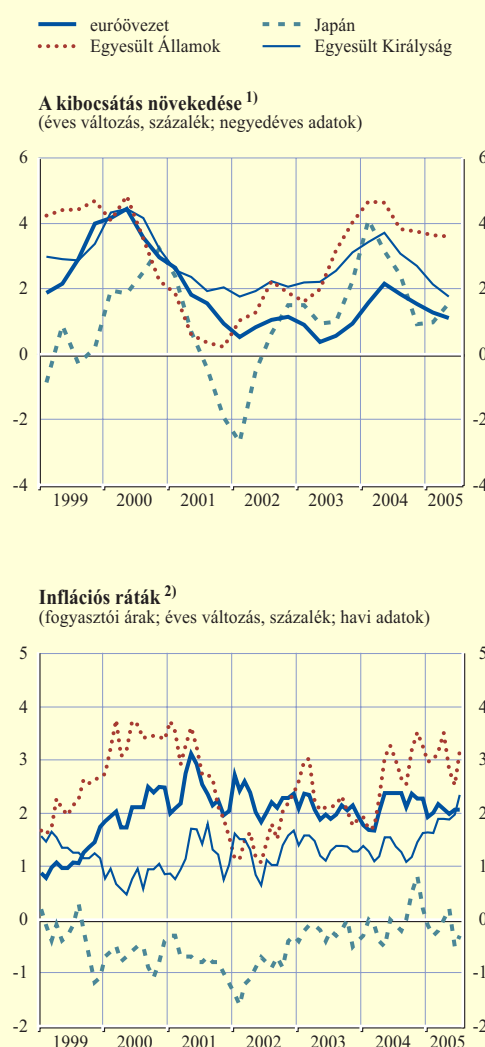 euróövezet Japán
Egyesült Államok Egyesült Királyság
A kibocsátás növekedése 1)
(éves változás, százalék; negyedéves adatok)
6 6
4 4
2 2
0 0
-2 -2
-4 -4
1999 2000 2001 2002 2003 2004 2005
Inflációs ráták 2)
(fogyasztói árak; éves változás, százalék; havi adatok)
5 5
4 4
3 3
2 2
1 1
0 0
-1 -1
-2 -2
1999 2000 2001 2002 2003 2004 2005